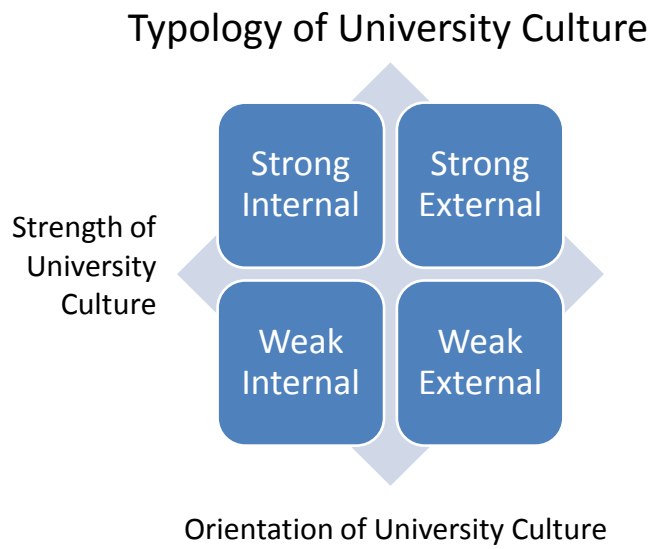 Typology of University Culture
Strong
Internal
Strong
External
Strength of
University
Culture
Weak
Internal
Weak
External
Orientation of University Culture